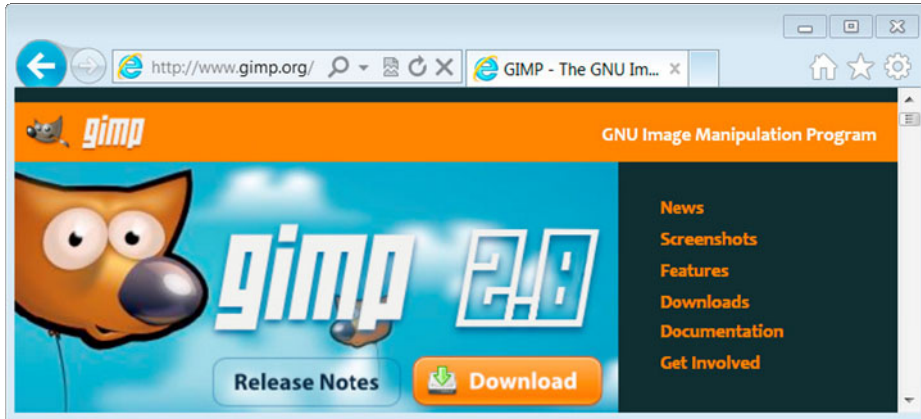 http://www.gimp.org/
GIMP - The GNU Im...
gimp
GNU Image Manipulation Program
gimp 2.8
News
Screenshots
Features
Downloads
Documentation
Get Involved
Release Notes
Download